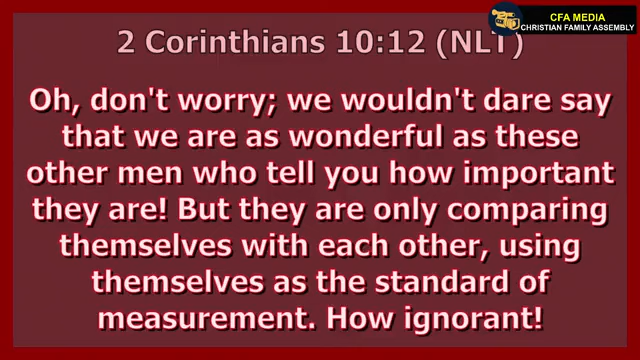 CFA MEDIA
CHRISTIAN FAMILY ASSEMBLY
2 Corinthians 10:12 (NLT)
Oh, don't worry; we wouldn't dare say
that we are as wonderful as these
other men who tell you how important
they are! But they are only comparing
themselves with each other, using
themselves as the standard of
measurement. How ignorant!